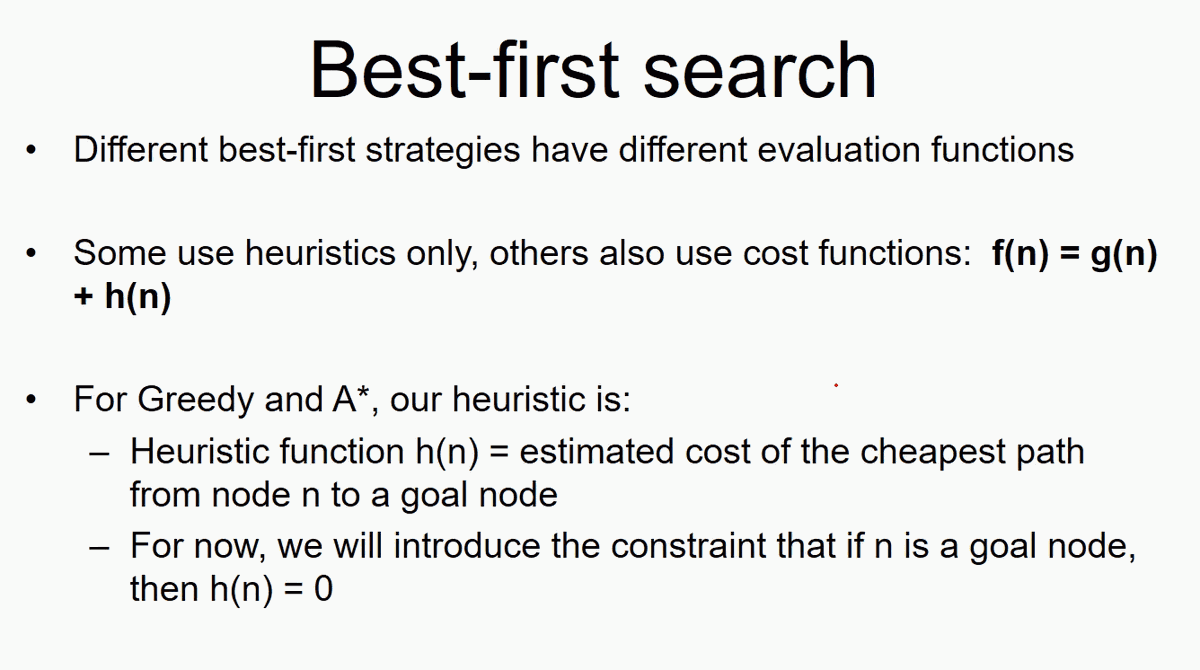 Best-first search
• Different best-first strategies have different evaluation functions
• Some use heuristics only, others also use cost functions: f(n) = g(n)
+ h(n)
• For Greedy and A*, our heuristic is:
– Heuristic function h(n) = estimated cost of the cheapest path
from node n to a goal node
– For now, we will introduce the constraint that if n is a goal node,
then h(n) = 0